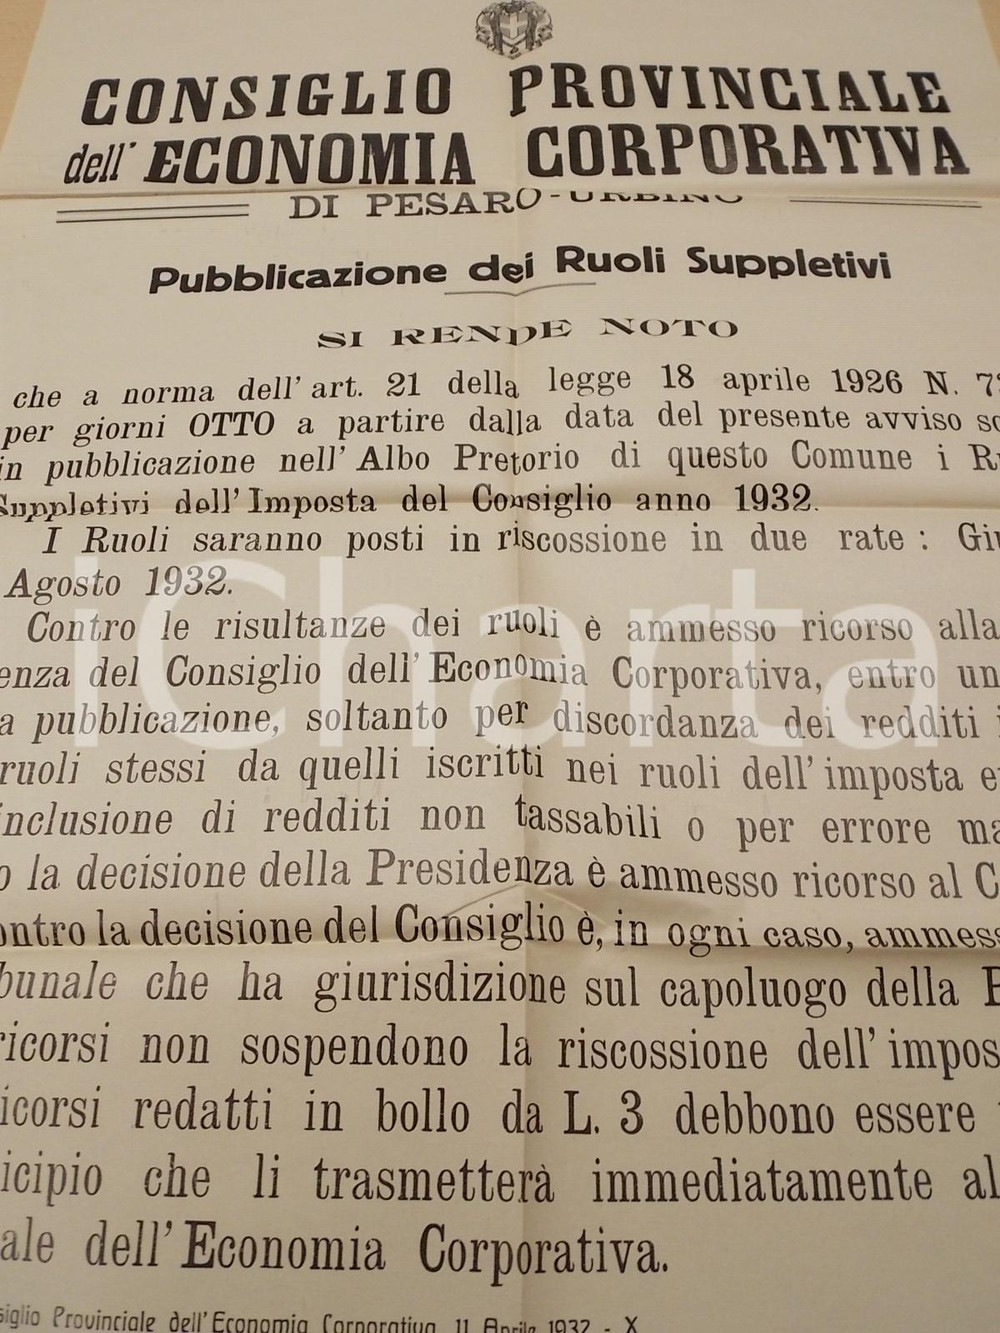 CONSIGLIO PROVINCIALE
dell' ECONOMIA CORPORATIVA
DI PESARO-URBINO
Pubblicazione dei Ruoli Suppletivi
SI RENDE NOTO
che a norma dell' art. 21 della legge 18 aprile 1926 N.
per giorni OTTO a partire dalla data del presente avviso
in pubblicazione nell' Albo Pretorio di questo Comune i
Suppletivi dell' Imposta del Consiglio anno 1932.
I Ruoli saranno posti in riscossione in due rate :
Agosto 1932.
Contro le risultanze dei ruoli è ammesso ricorso alla
enza del Consiglio dell' Economia Corporativa, entro un
a pubblicazione, soltanto per discordanza dei redditi
ruoli stessi da quelli iscritti nei ruoli dell' imposta
inclusione di redditi non tassabili o per errore
o la decisione della Presidenza è ammesso ricorso al
ontro la decisione del Consiglio è, in ogni caso, ammess
bunale che ha giurisdizione sul capoluogo della
ricorsi non sospendono la riscossione dell' impos
icorsi redatti in bollo da L. 3 debbono essere
icipio che li trasmetterà immediatamente al
ale dell' Economia Corporativa.
siglio Provinciale dell' Economia Corporativa, 11 Aprile 1932 - X
iCharta